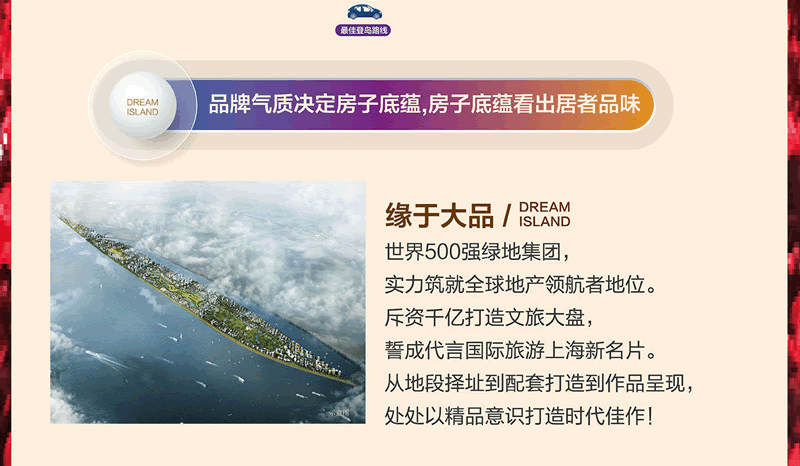 最佳登岛路线
DREAM
ISLAND
品牌气质决定房子底蕴,房子底蕴看出居者品味
缘于大品 / DREAM ISLAND
世界500强绿地集团，
实力筑就全球地产领航者地位。
斥资千亿打造文旅大盘，
誓成代言国际旅游上海新名片。
从地段择址到配套打造到作品呈现，
处处以精品意识打造时代佳作！
示意图